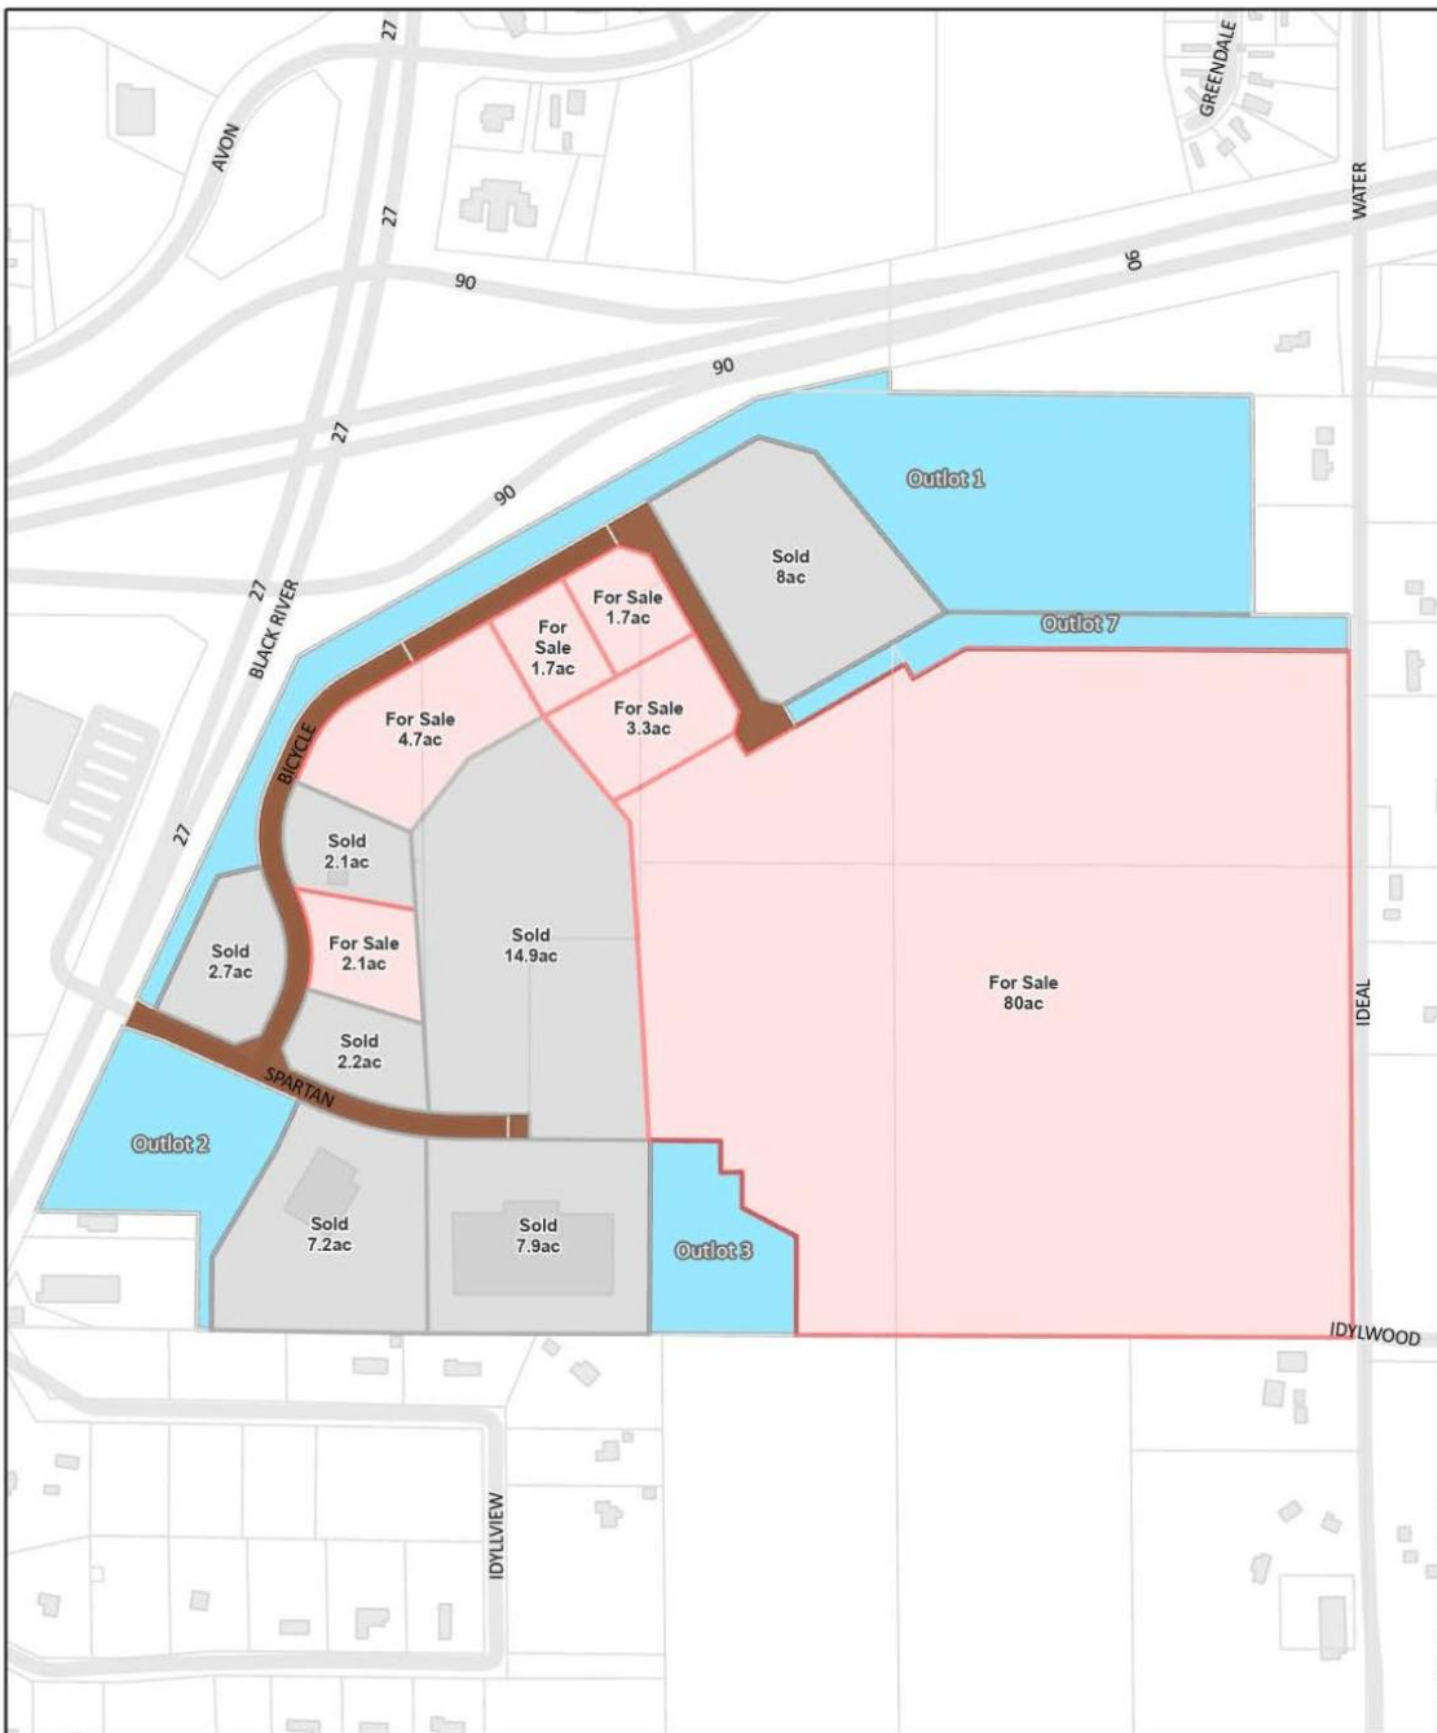 27
GREENDALE
AVON
WATER
27
90
90
90
27
90
Outlot 1
Sold
8ac
27
BLACK RIVER
For Sale
1.7ac
For
Sale
1.7ac
Outlot 7
For Sale
4.7ac
For Sale
3.3ac
BICYCLE
27
Sold
2.1ac
Sold
2.7ac
For Sale
2.1ac
Sold
14.9ac
For Sale
80ac
IDEAL
Sold
2.2ac
SPARTAN
Outlot 2
Sold
7.2ac
Sold
7.9ac
Outlot 3
IDYLWOOD
IDYLLVIEW